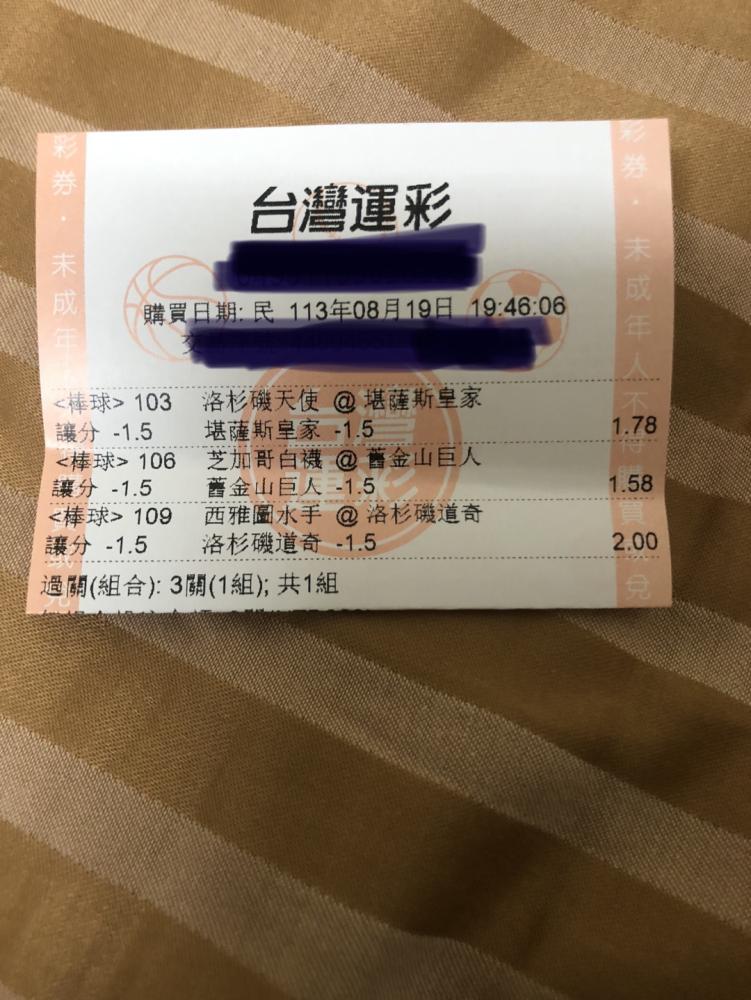 台灣運彩
購買日期: 民 113年08月19日 19:46:06
<棒球> 103 洛杉磯天使 @ 堪薩斯皇家
讓分 -1.5 堪薩斯皇家 -1.5 1.78
<棒球> 106 芝加哥白襪 @ 舊金山巨人
讓分 -1.5 舊金山巨人 -1.5 1.58
<棒球> 109 西雅圖水手 @ 洛杉磯道奇
讓分 -1.5 洛杉磯道奇 -1.5 2.00
過關(組合): 3關(1組); 共1組
彩券.未成年
彩券.未成年人不得購買